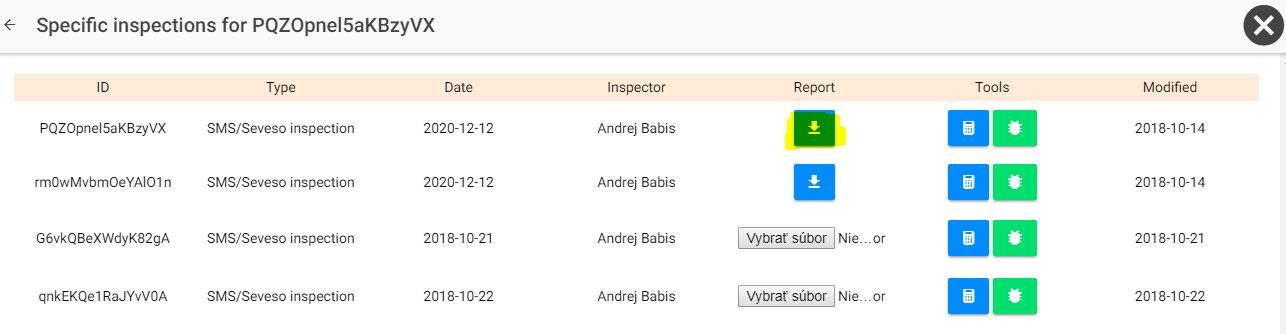 Specific inspections for PQZOpnel5aKBzyVX
ID Type Date Inspector Report Tools Modified
PQZOpnel5aKBzyVX SMS/Seveso inspection 2020-12-12 Andrej Babis 2018-10-14
rm0wMvbmOeYAlO1n SMS/Seveso inspection 2020-12-12 Andrej Babis 2018-10-14
G6vkQBeXWdyK82gA SMS/Seveso inspection 2018-10-21 Andrej Babis Vybrať súbor Nie…or 2018-10-21
qnkEKQe1RaJYvV0A SMS/Seveso inspection 2018-10-22 Andrej Babis Vybrať súbor Nie…or 2018-10-22